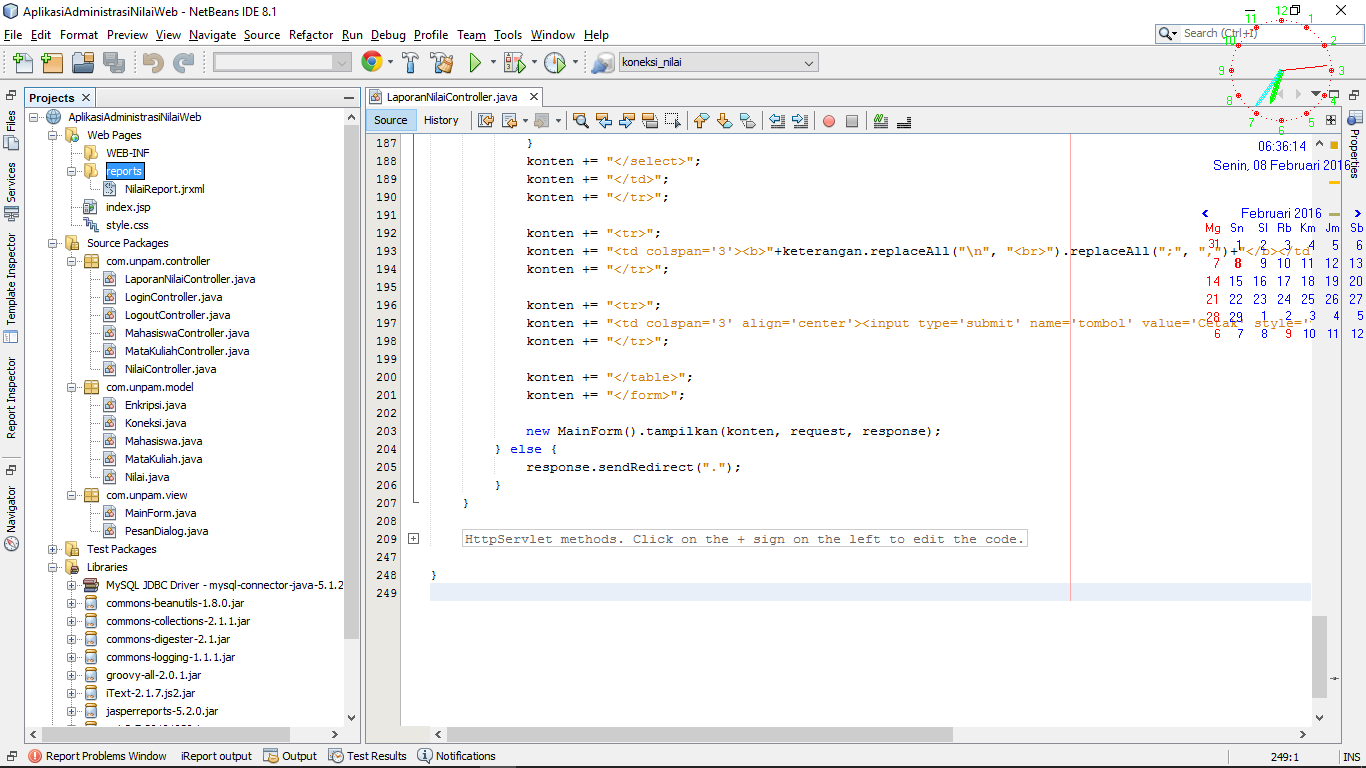 AplikasiAdministrasiNilaiWeb - NetBeans IDE 8.1
File Edit Format Preview View Navigate Source Refactor Run Debug Profile Team Tools Window Help
Search (Ctrl+I)
koneksi_nilai
12
1
2
3
4
5
6
7
8
9
10
11
Projects
LaporanNilaiController.java
Source History
Files
Services
Template Inspector
Report Inspector
Navigator
Properties
AplikasiAdministrasiNilaiWeb
Web Pages
WEB-INF
reports
NilaiReport.jrxml
index.jsp
style.css
Source Packages
com.unpam.controller
LaporanNilaiController.java
LoginController.java
LogoutController.java
MahasiswaController.java
MataKuliahController.java
NilaiController.java
com.unpam.model
Enkripsi.java
Koneksi.java
Mahasiswa.java
MataKuliah.java
Nilai.java
com.unpam.view
MainForm.java
PesanDialog.java
Test Packages
Libraries
MySQL JDBC Driver - mysql-connector-java-5.1.2
commons-beanutils-1.8.0.jar
commons-collections-2.1.1.jar
commons-digester-2.1.jar
commons-logging-1.1.1.jar
groovy-all-2.0.1.jar
iText-2.1.7.js2.jar
jasperreports-5.2.0.jar
187 }
188 konten += "</select>";
189 konten += "</td>";
190 konten += "</tr>";
191
192 konten += "<tr>";
193 konten += "<td colspan='3'><b>"+keterangan.replaceAll("\n", "<br>").replaceAll(";", ",")+"</b></td
194 konten += "</tr>";
195
196 konten += "<tr>";
197 konten += "<td colspan='3' align='center'><input type='submit' name='tombol' value='Cetak' style='
198 konten += "</tr>";
199
200 konten += "</table>";
201 konten += "</form>";
202
203 new MainForm().tampilkan(konten, request, response);
204 } else {
205 response.sendRedirect(".");
206 }
207 }
208
209 HttpServlet methods. Click on the + sign on the left to edit the code.
247
248 }
249
06:36:14
Senin, 08 Februari 2016
Februari 2016
Mg Sn Sl Rb Km Jm Sb
31 1 2 3 4 5 6
7 8 9 10 11 12 13
14 15 16 17 18 19 20
21 22 23 24 25 26 27
28 29 1 2 3 4 5
6 7 8 9 10 11 12
Report Problems Window iReport output Output Test Results Notifications
249:1 INS